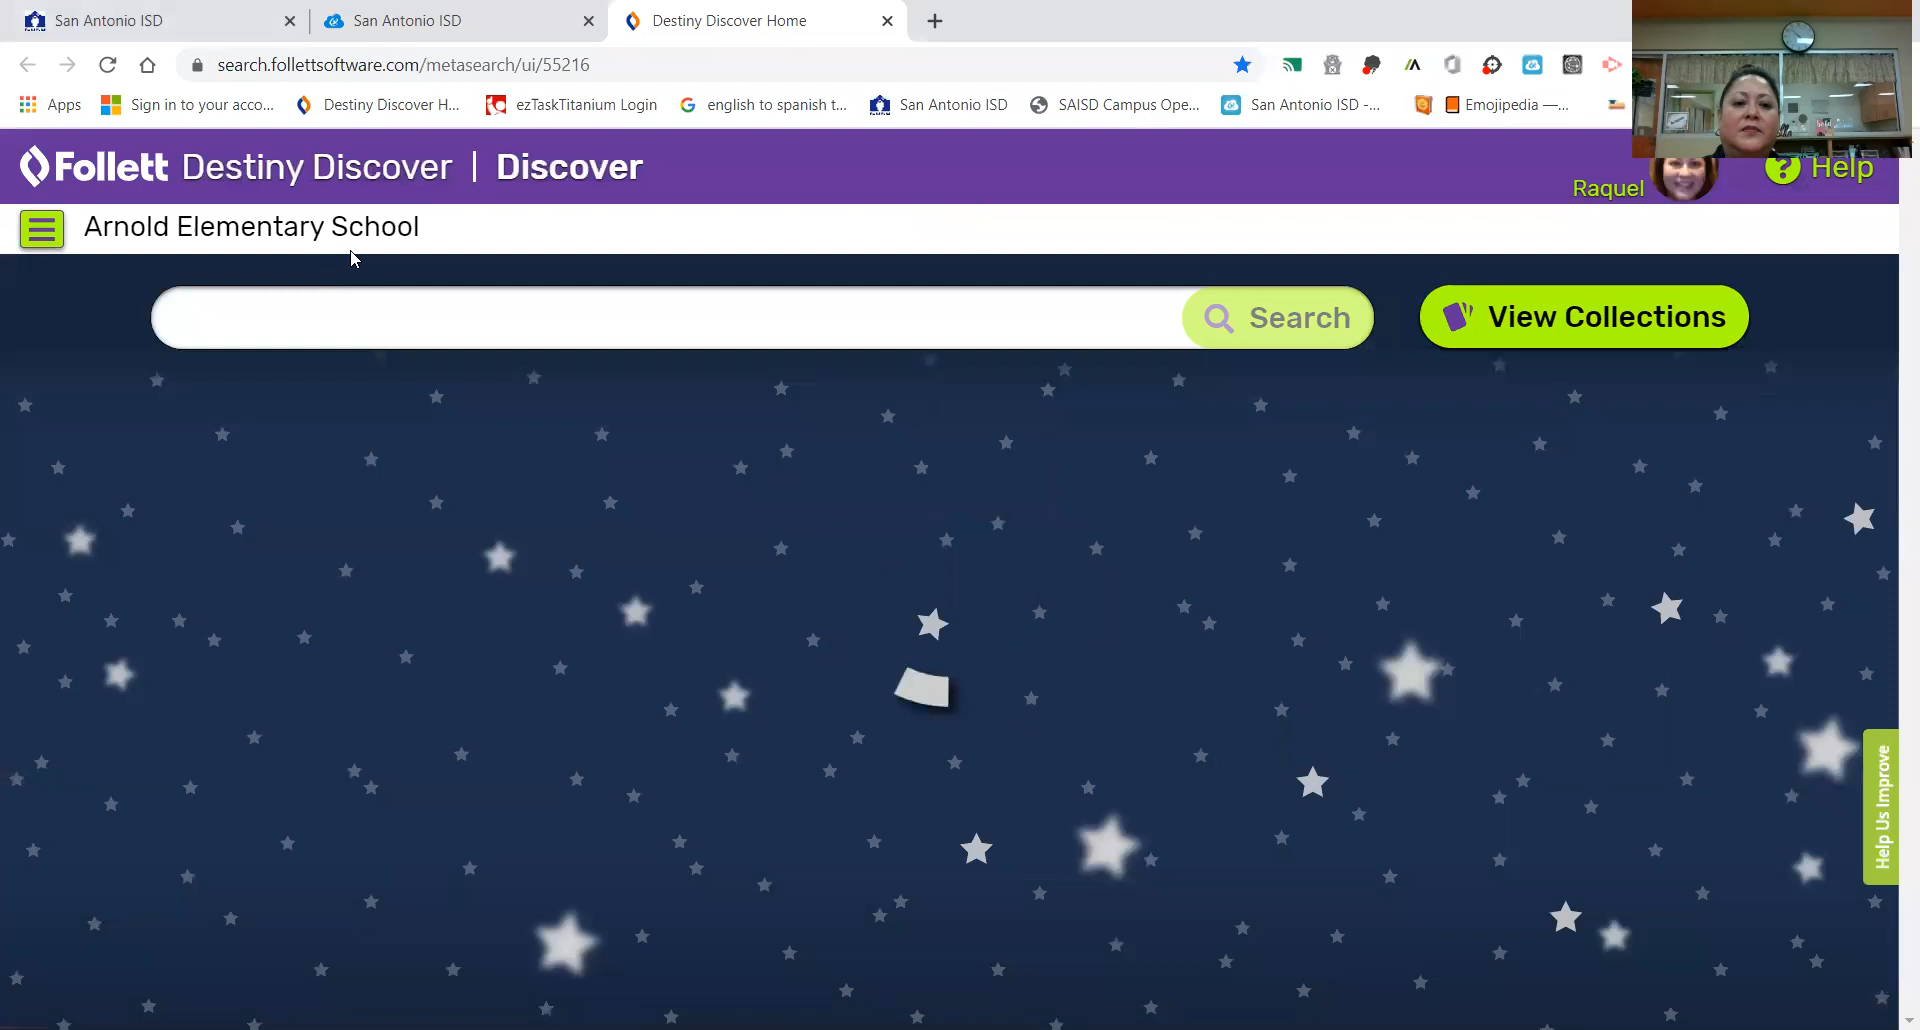 San Antonio ISD
San Antonio ISD
Destiny Discover Home
search.follettsoftware.com/metasearch/ui/55216
Apps
Sign in to your acco...
Destiny Discover H...
ezTaskTitanium Login
english to spanish t...
San Antonio ISD
SAISD Campus Ope...
San Antonio ISD -...
Emojipedia —...
Follett Destiny Discover | Discover
Raquel
Help
Arnold Elementary School
Search
View Collections
Help Us Improve